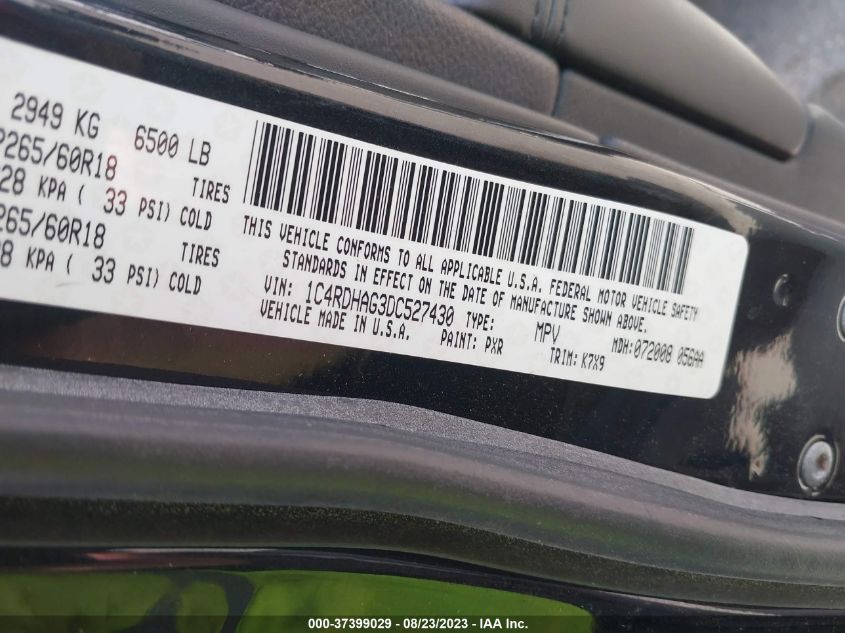 2949 KG 6500 LB
P265/60R18 TIRES
28 KPA ( 33 PSI) COLD
265/60R18 TIRES
8 KPA ( 33 PSI) COLD
THIS VEHICLE CONFORMS TO ALL APPLICABLE U.S.A. FEDERAL MOTOR VEHICLE SAFETY
STANDARDS IN EFFECT ON THE DATE OF MANUFACTURE SHOWN ABOVE.
VIN: 1C4RDHAG3DC527430 TYPE: MPV MDH:072008 056AA
VEHICLE MADE IN U.S.A. PAINT: PXR TRIM: K7X9
000-37399029 - 08/23/2023 - IAA Inc.